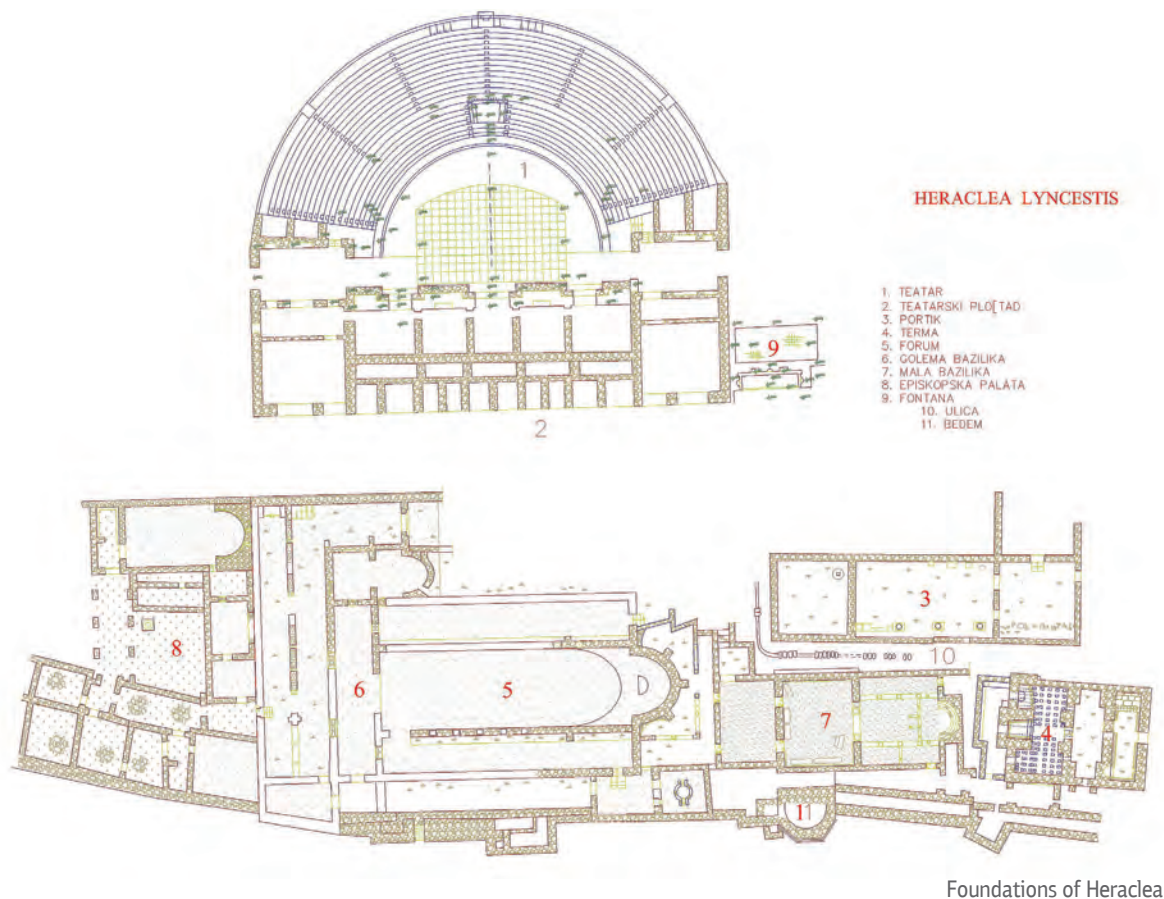 1
HERACLEA LYNCESTIS
1. TEATAR
2. TEATARSKI PLO[TAD
3. PORTIK
4. TERMA
5. FORUM
6. GOLEMA BAZILIKA
7. MALA BAZILIKA
8. EPISKOPSKA PALATA
9. FONTANA
10. ULICA
11. BEDEM
9
2
3
10
8
6
5
7
4
11
Foundations of Heraclea